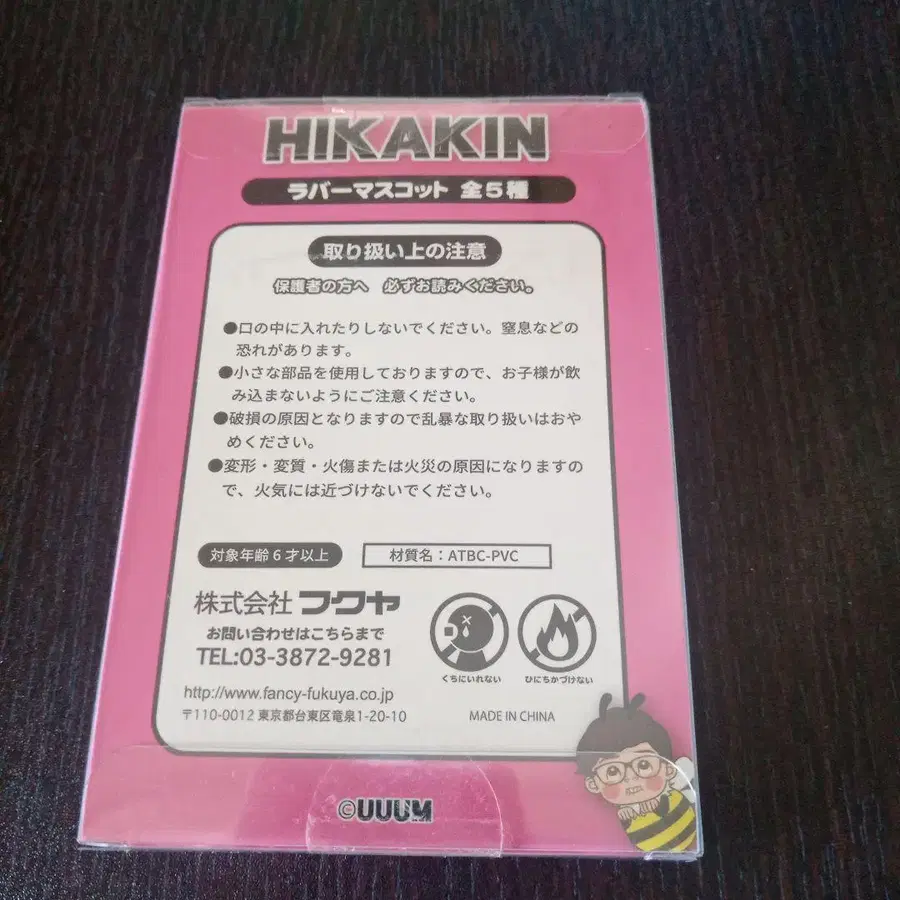 HIKAKIN
ラバーマスコット 全5種
取り扱い上の注意
保護者の方へ 必ずお読みください。
●口の中に入れたりしないでください。窒息などの
恐れがあります。
●小さな部品を使用しておりますので、お子様が飲
み込まないようにご注意ください。
●破損の原因となりますので乱暴な取り扱いはおや
めください。
●変形・変質・火傷または火災の原因になりますの
で、火気には近づけないでください。
対象年齢6才以上
材質名：ATBC-PVC
株式会社フクヤ
お問い合わせはこちらまで
TEL:03-3872-9281
http://www.fancy-fukuya.co.jp
〒110-0012 東京都台東区竜泉1-20-10
くちにいれない
ひにちかづけない
MADE IN CHINA
©UUUM